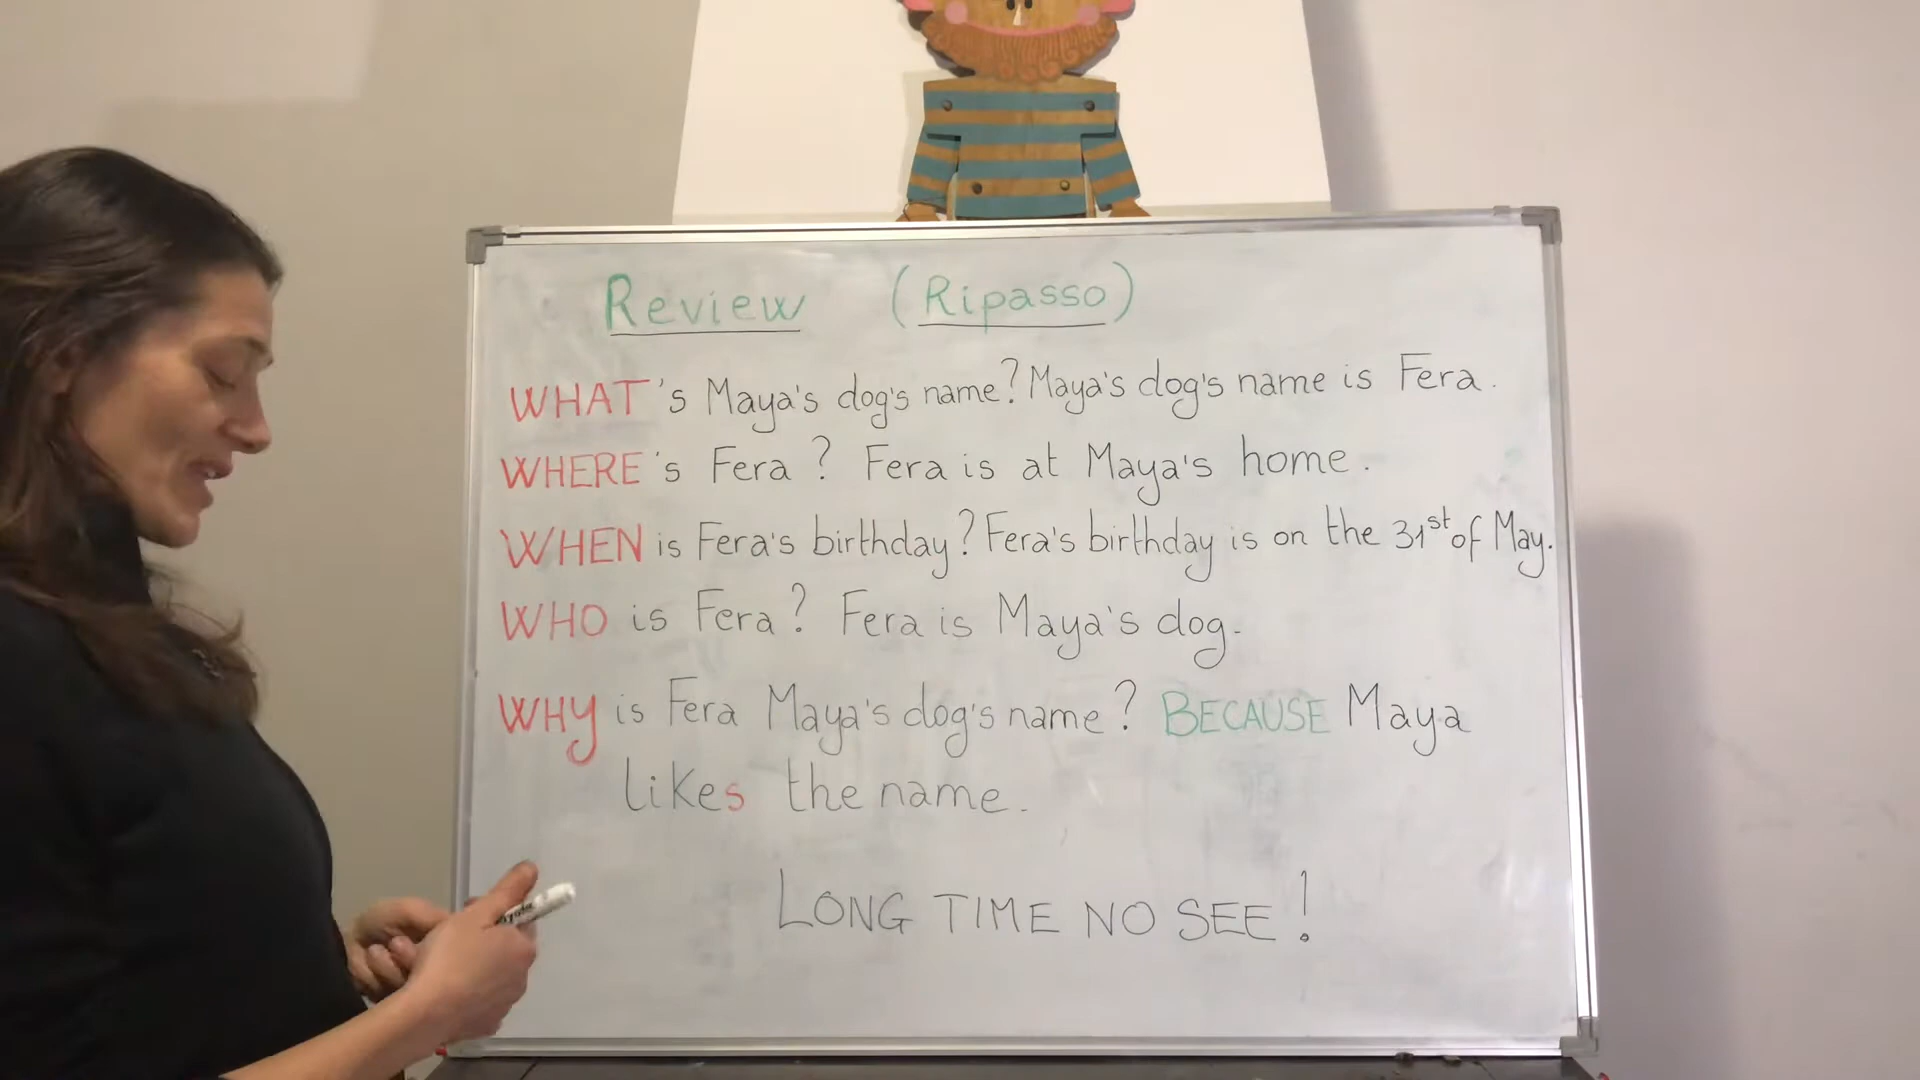 Review (Ripasso)
WHAT's Maya's dog's name? Maya's dog's name is Fera.
WHERE's Fera? Fera is at Maya's home.
WHEN is Fera's birthday? Fera's birthday is on the 31st of May.
WHO is Fera? Fera is Maya's dog.
WHY is Fera Maya's dog's name? BECAUSE Maya
likes the name.
LONG TIME NO SEE!